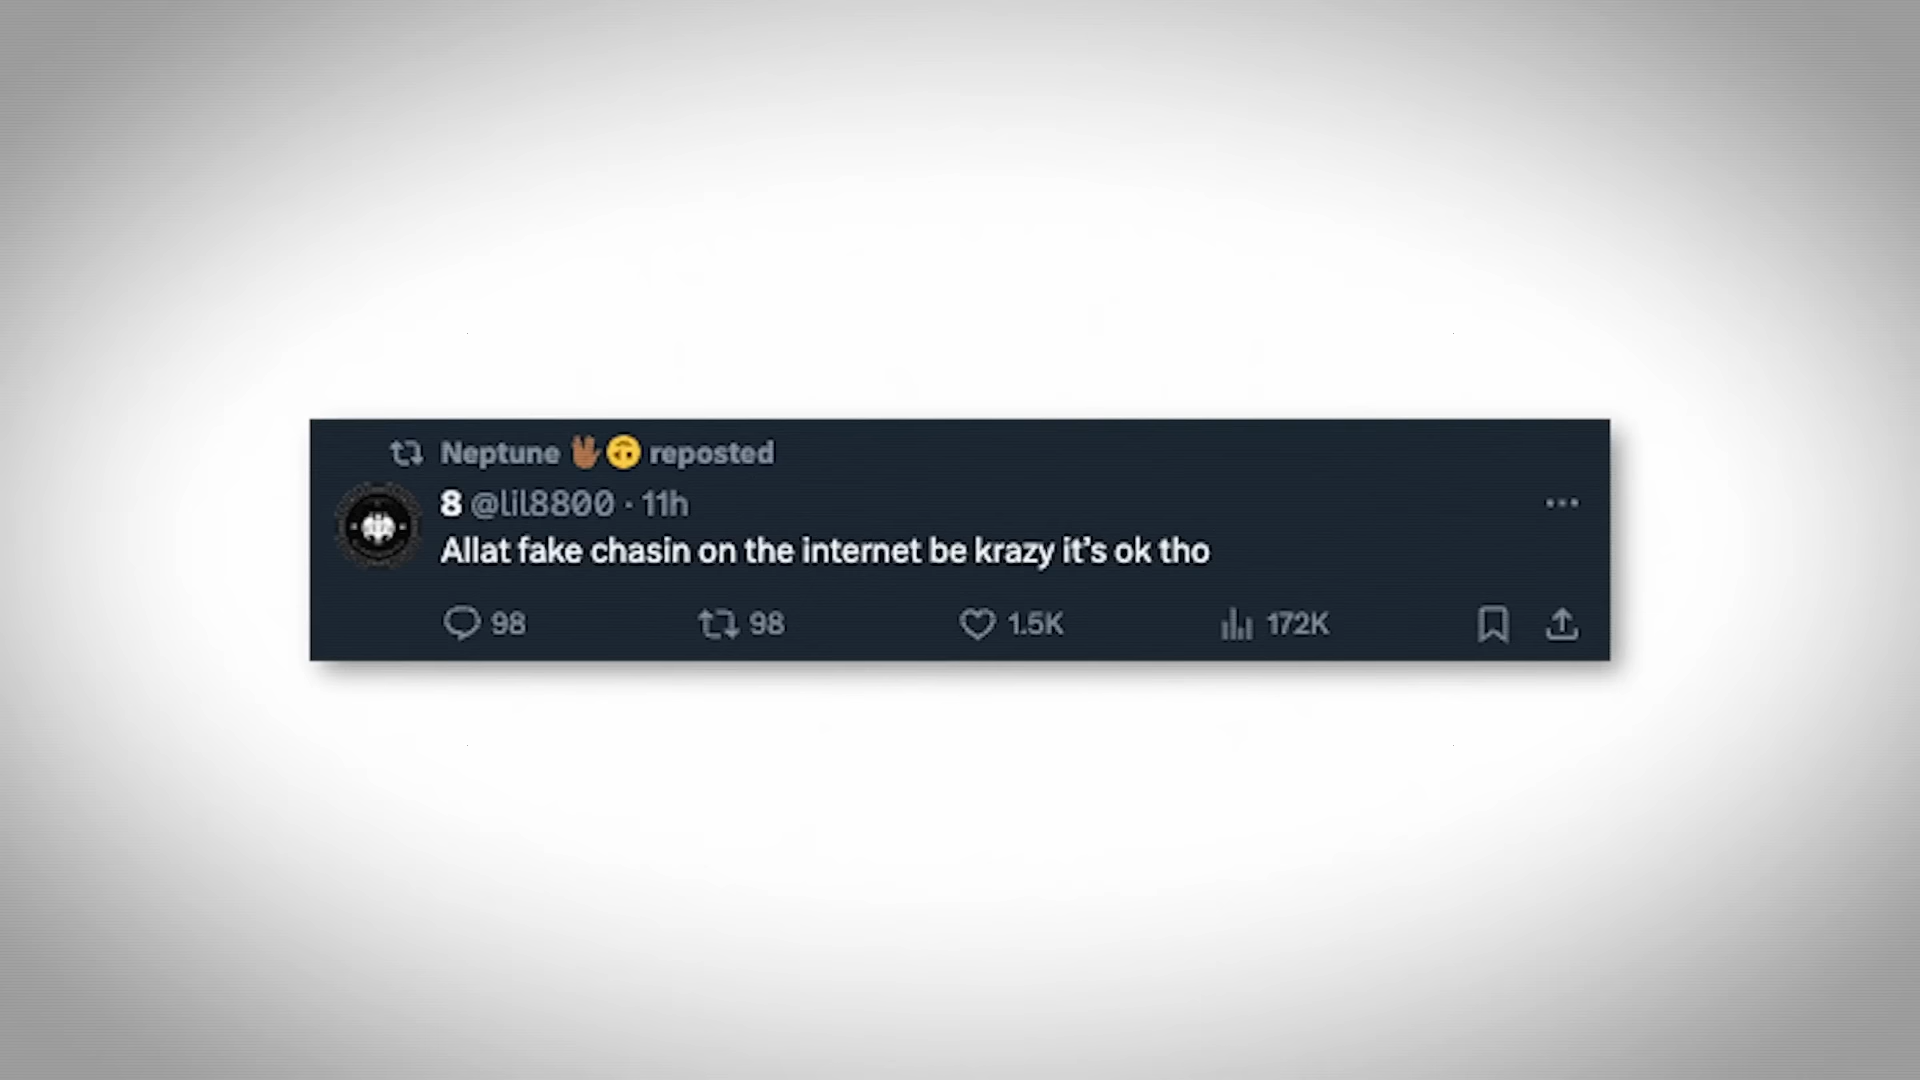 Neptune 🖖🏾🙃 reposted
8 @lil8800 · 11h
Allat fake chasin on the internet be krazy it's ok tho
98 98 1.5K 172K